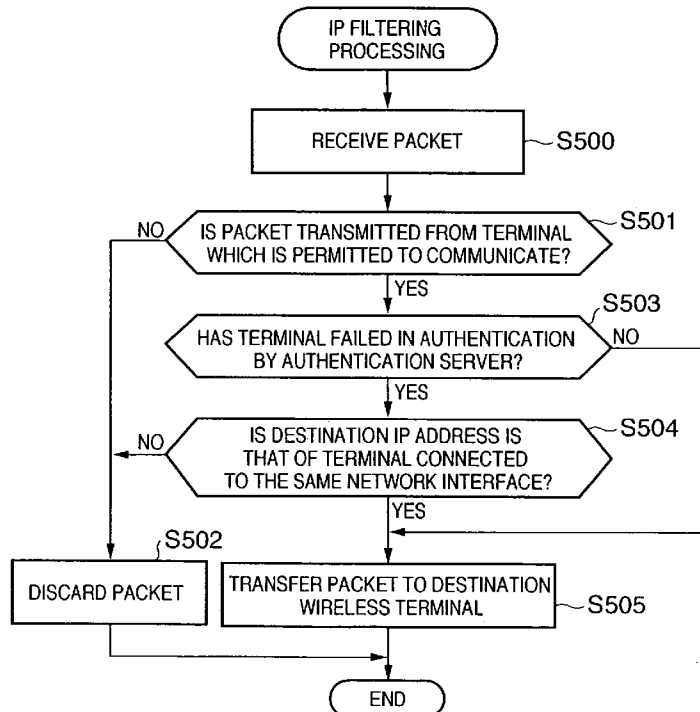 IP FILTERING
PROCESSING
RECEIVE PACKET
S500
S501
NO
IS PACKET TRANSMITTED FROM TERMINAL
WHICH IS PERMITTED TO COMMUNICATE?
YES
S503
HAS TERMINAL FAILED IN AUTHENTICATION
BY AUTHENTICATION SERVER?
NO
YES
S504
NO
IS DESTINATION IP ADDRESS IS
THAT OF TERMINAL CONNECTED
TO THE SAME NETWORK INTERFACE?
YES
S502
DISCARD PACKET
TRANSFER PACKET TO DESTINATION
WIRELESS TERMINAL
S505
END